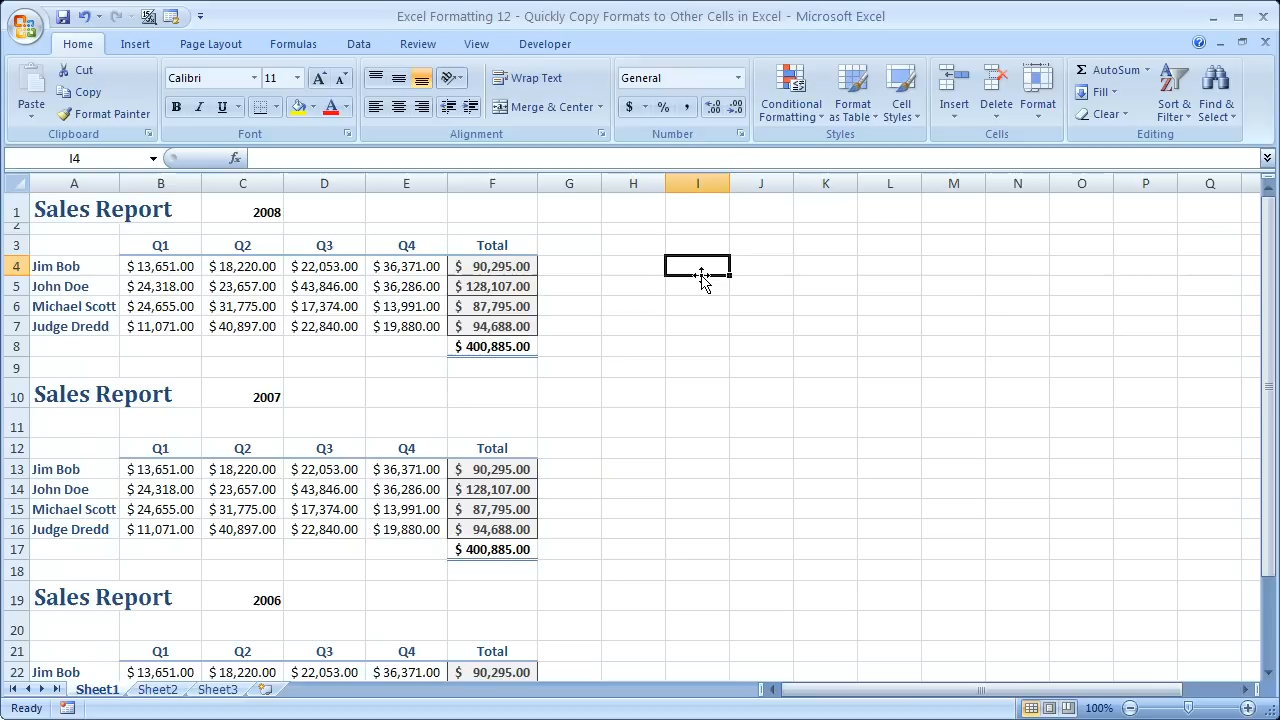 Excel Formatting 12 - Quickly Copy Formats to Other Cells in Excel - Microsoft Excel
Home Insert Page Layout Formulas Data Review View Developer
Paste
Cut
Copy
Format Painter
Clipboard
Calibri 11
B I U
Font
Wrap Text
Merge & Center
Alignment
General
$ % ,
Number
Conditional Formatting
Format as Table
Cell Styles
Styles
Insert
Delete
Format
Cells
AutoSum
Fill
Clear
Sort & Filter
Find & Select
Editing
I4 fx
A B C D E F G H I J K L M N O P Q
1 Sales Report 2008
2
3 Q1 Q2 Q3 Q4 Total
4 Jim Bob $ 13,651.00 $ 18,220.00 $ 22,053.00 $ 36,371.00 $ 90,295.00
5 John Doe $ 24,318.00 $ 23,657.00 $ 43,846.00 $ 36,286.00 $ 128,107.00
6 Michael Scott $ 24,655.00 $ 31,775.00 $ 17,374.00 $ 13,991.00 $ 87,795.00
7 Judge Dredd $ 11,071.00 $ 40,897.00 $ 22,840.00 $ 19,880.00 $ 94,688.00
8 $ 400,885.00
9
10 Sales Report 2007
11
12 Q1 Q2 Q3 Q4 Total
13 Jim Bob $ 13,651.00 $ 18,220.00 $ 22,053.00 $ 36,371.00 $ 90,295.00
14 John Doe $ 24,318.00 $ 23,657.00 $ 43,846.00 $ 36,286.00 $ 128,107.00
15 Michael Scott $ 24,655.00 $ 31,775.00 $ 17,374.00 $ 13,991.00 $ 87,795.00
16 Judge Dredd $ 11,071.00 $ 40,897.00 $ 22,840.00 $ 19,880.00 $ 94,688.00
17 $ 400,885.00
18
19 Sales Report 2006
20
21 Q1 Q2 Q3 Q4 Total
22 Jim Bob $ 13,651.00 $ 18,220.00 $ 22,053.00 $ 36,371.00 $ 90,295.00
Sheet1 Sheet2 Sheet3
Ready 100%